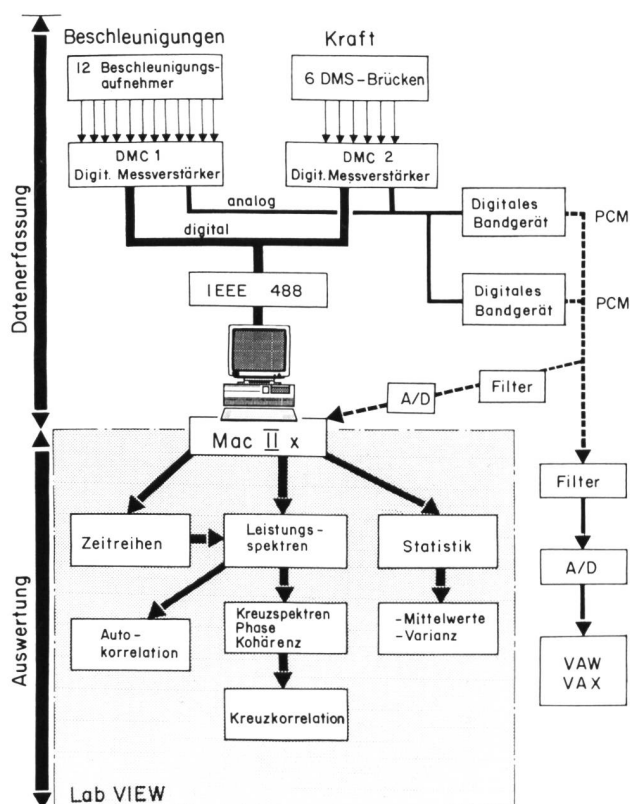 Beschleunigungen
Kraft
12 Beschleunigungs-
aufnehmer
6 DMS-Brücken
DMC 1
Digit. Messverstärker
DMC 2
Digit. Messverstärker
analog
digital
Digitales
Bandgerät
PCM
IEEE 488
Digitales
Bandgerät
PCM
Datenerfassung
A/D
Filter
Mac II x
Filter
Zeitreihen
Leistungs-
spektren
Statistik
A/D
Auswertung
Auto-
korrelation
Kreuzspektren
Phase
Kohärenz
-Mittelwerte
-Varianz
VAW
VAX
Kreuzkorrelation
Lab VIEW